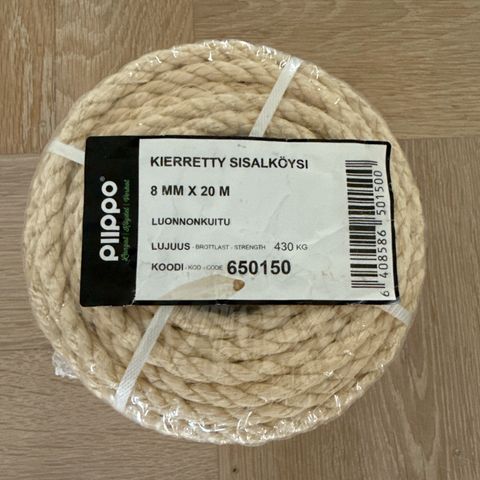 piippo
KIERRETTY SISALKÖYSI
8 MM X 20 M
LUONNONKUITU
LUJUUS - BROTTLAST - STRENGTH 430 KG
KOODI - KOD - CODE 650150
6 408586 501500